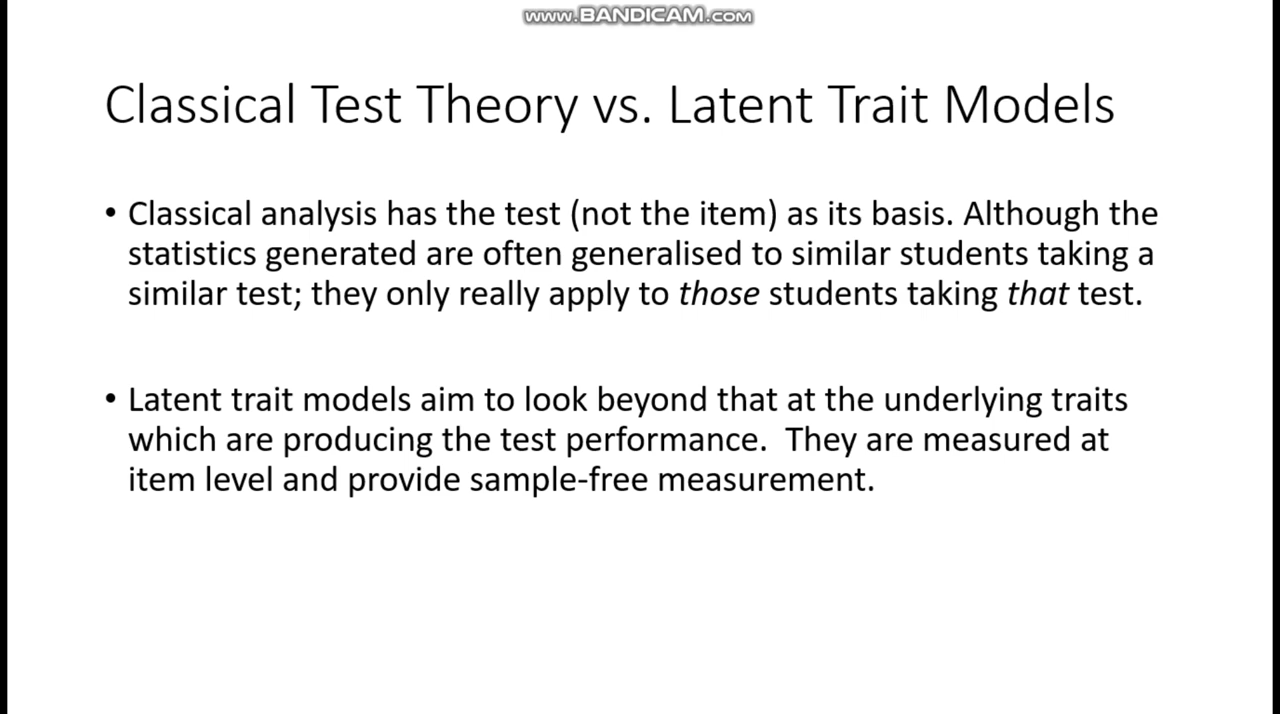 www.BANDICAM.com
Classical Test Theory vs. Latent Trait Models
• Classical analysis has the test (not the item) as its basis. Although the
statistics generated are often generalised to similar students taking a
similar test; they only really apply to those students taking that test.
• Latent trait models aim to look beyond that at the underlying traits
which are producing the test performance.  They are measured at
item level and provide sample-free measurement.